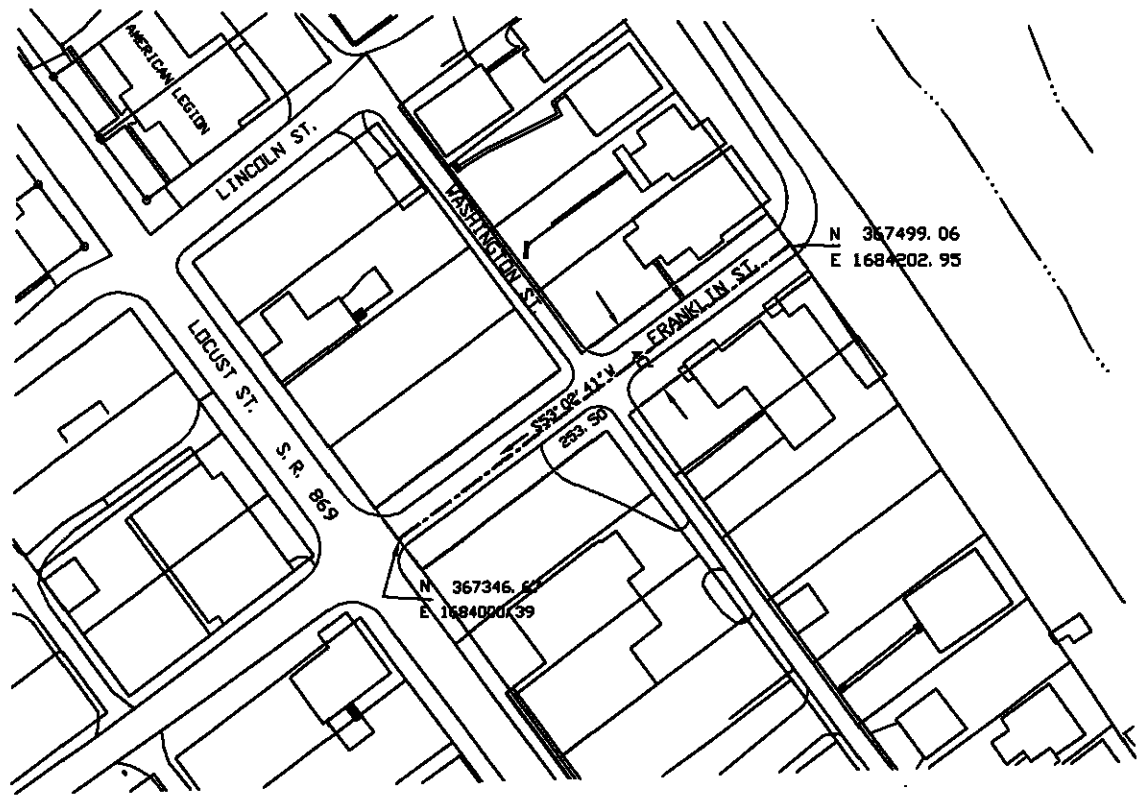 AMERICAN LEGION
LINCOLN ST.
WASHINGTON ST.
N 367499.06
E 1684202.95
FRANKLIN ST.
LOCUST ST.
S53°02'41"W
253.50
S.R. 869
N 367346.67
E 1684000.39